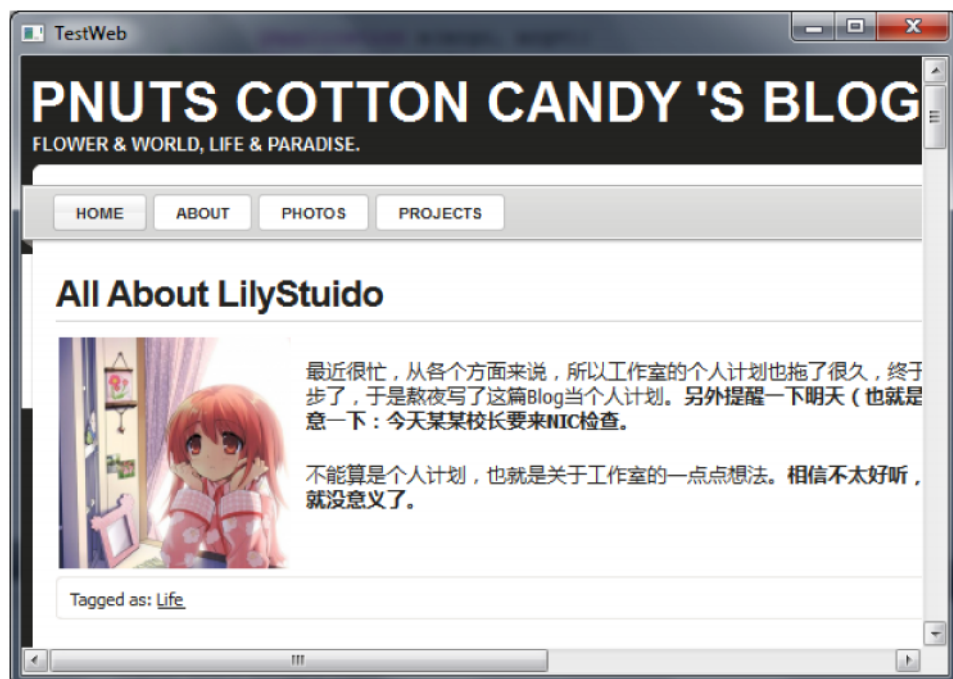 TestWeb
PNUTS COTTON CANDY 'S BLOG
FLOWER & WORLD, LIFE & PARADISE.
HOME ABOUT PHOTOS PROJECTS
All About LilyStuido
最近很忙，从各个方面来说，所以工作室的个人计划也拖了很久，终于
步了，于是熬夜写了这篇Blog当个人计划。另外提醒一下明天（也就是
意一下：今天某某校长要来NIC检查。
不能算是个人计划，也就是关于工作室的一点点想法。相信不太好听，
就没意义了。
Tagged as: Life